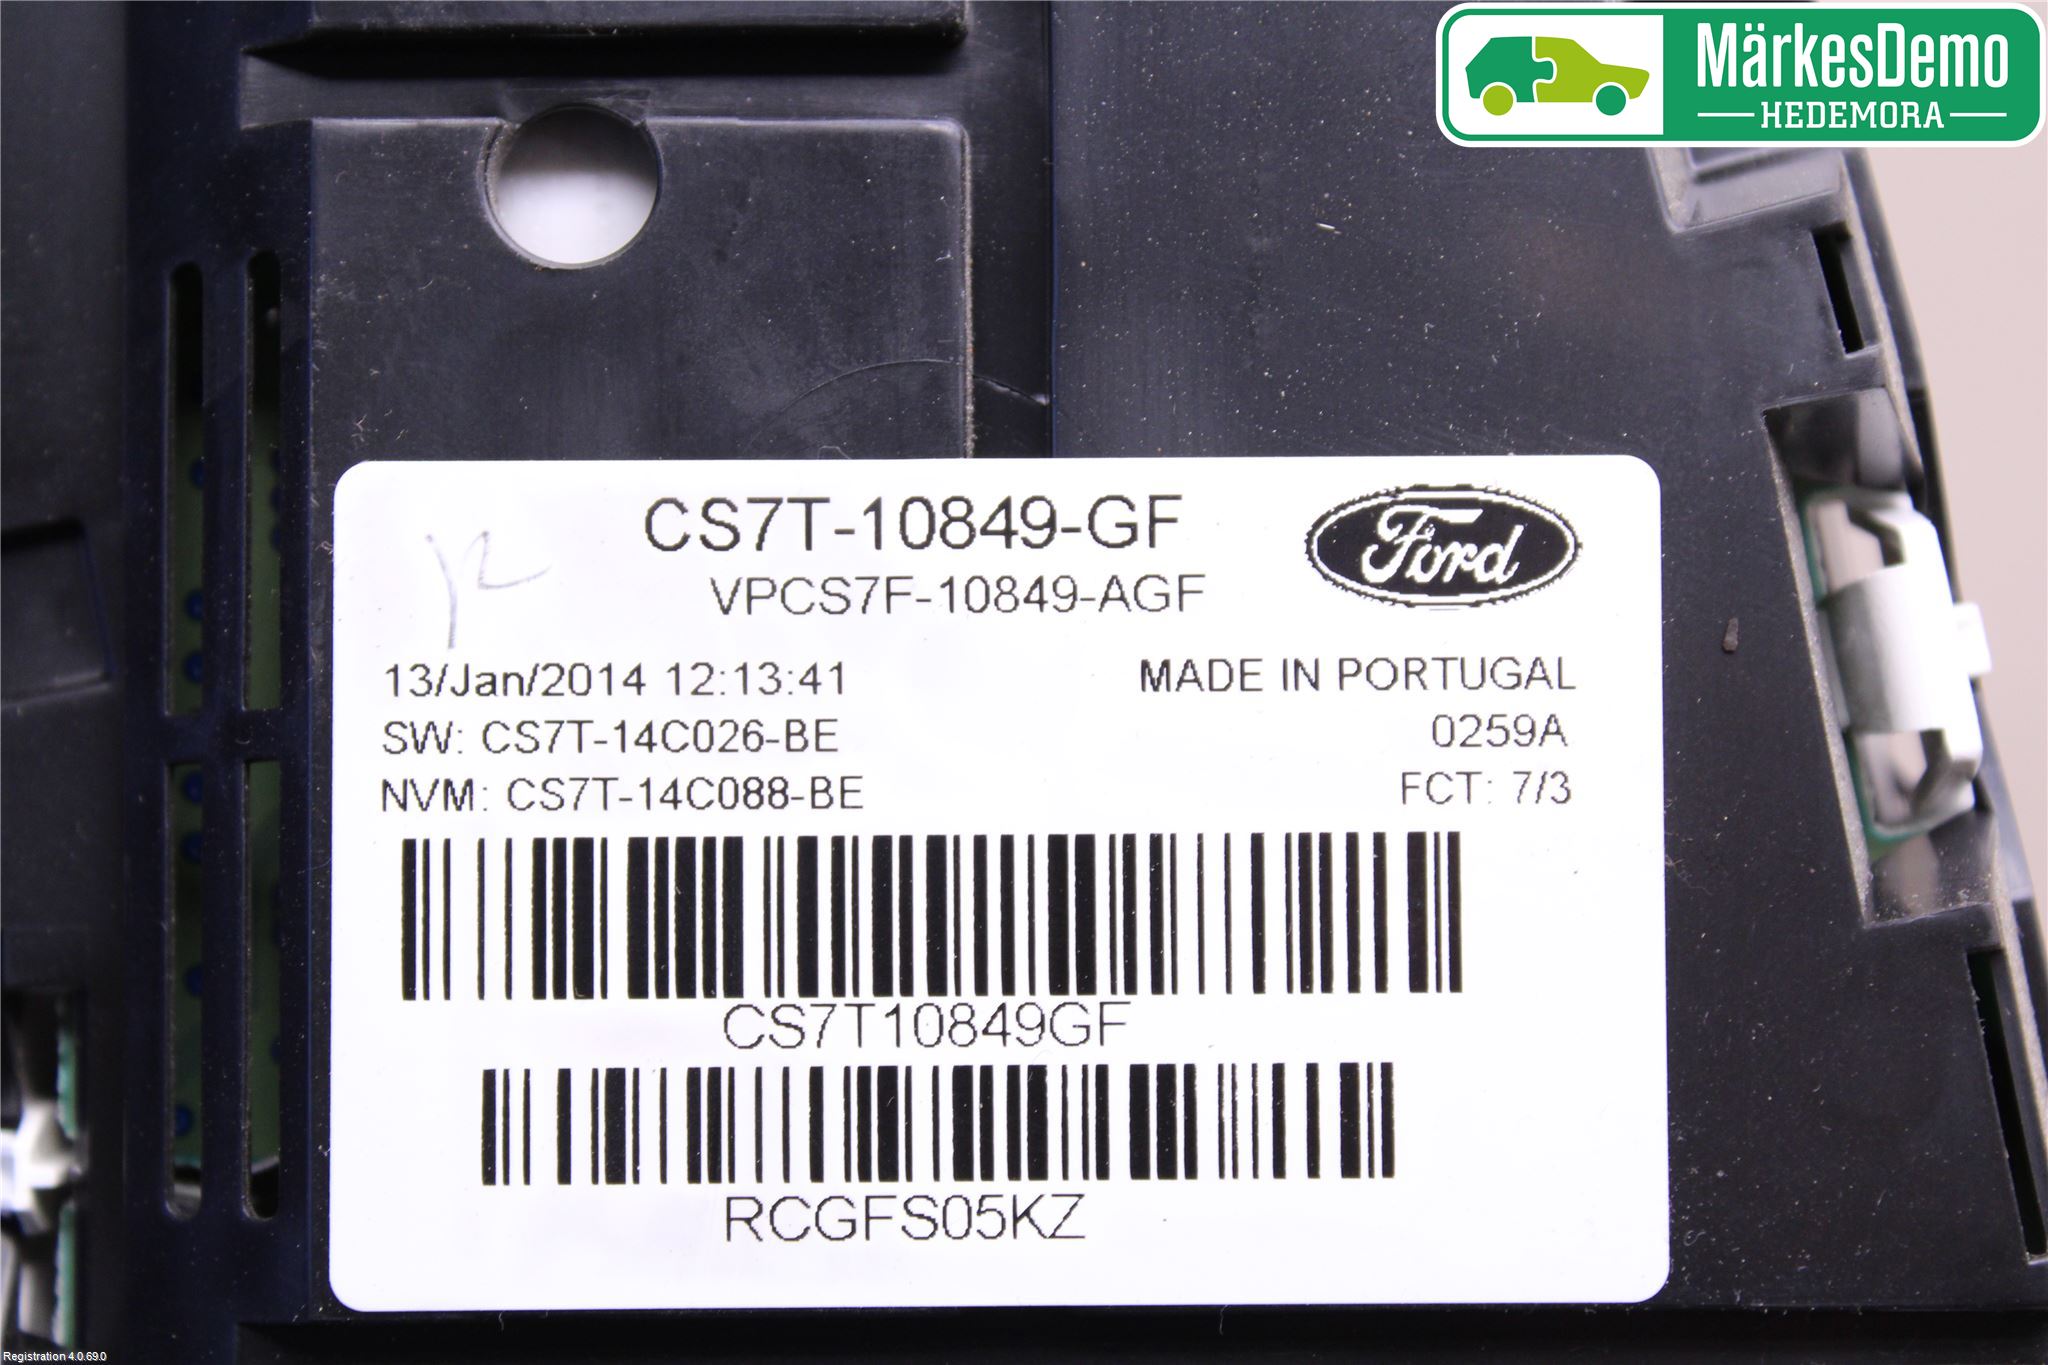 MärkesDemo
HEDEMORA
CS7T-10849-GF
Ford
VPCS7F-10849-AGF
13/Jan/2014 12:13:41
MADE IN PORTUGAL
SW: CS7T-14C026-BE
0259A
NVM: CS7T-14C088-BE
FCT: 7/3
CS7T10849GF
RCGFS05KZ
Registration 4.0.69.0